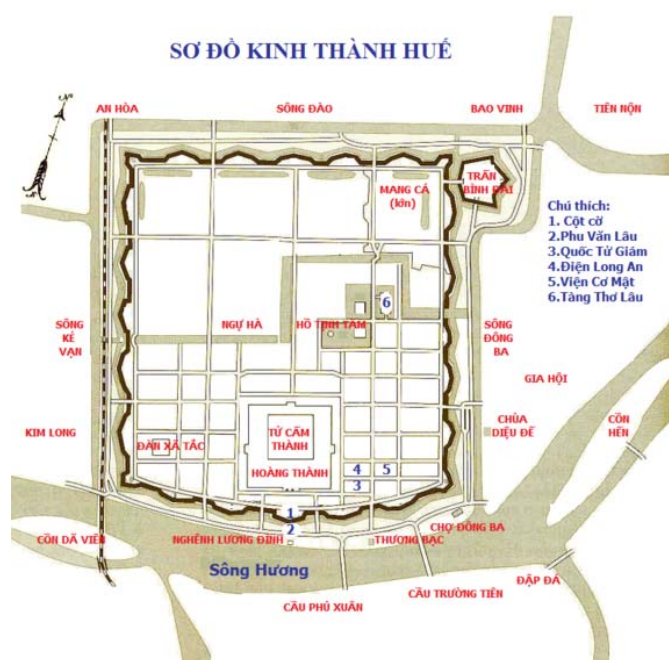 SƠ ĐỒ KINH THÀNH HUẾ
AN HÒA
SÔNG ĐÀO
BAO VINH
TIÊN NỘN
N
MANG CÁ
(lớn)
TRẤN
BÌNH ĐÀI
Chú thích:
1. Cột cờ
2.Phu Văn Lâu
3.Quốc Tử Giám
4.Điện Long An
5.Viện Cơ Mật
6.Tàng Thơ Lâu
6
SÔNG
KẺ
VẠN
NGỰ HÀ
HỒ TỊNH TÂM
SÔNG
ĐÔNG
BA
GIA HỘI
KIM LONG
ĐÀN XÃ TẮC
TỬ CẤM
THÀNH
HOÀNG THÀNH
4
5
3
CHÙA
DIỆU ĐẾ
CỒN
HẾN
1
2
CỒN DÃ VIÊN
NGHÊNH LƯƠNG ĐÌNH
THƯƠNG BẠC
CHỢ ĐÔNG BA
Sông Hương
CẦU PHÚ XUÂN
CẦU TRƯỜNG TIỀN
ĐẬP ĐÁ